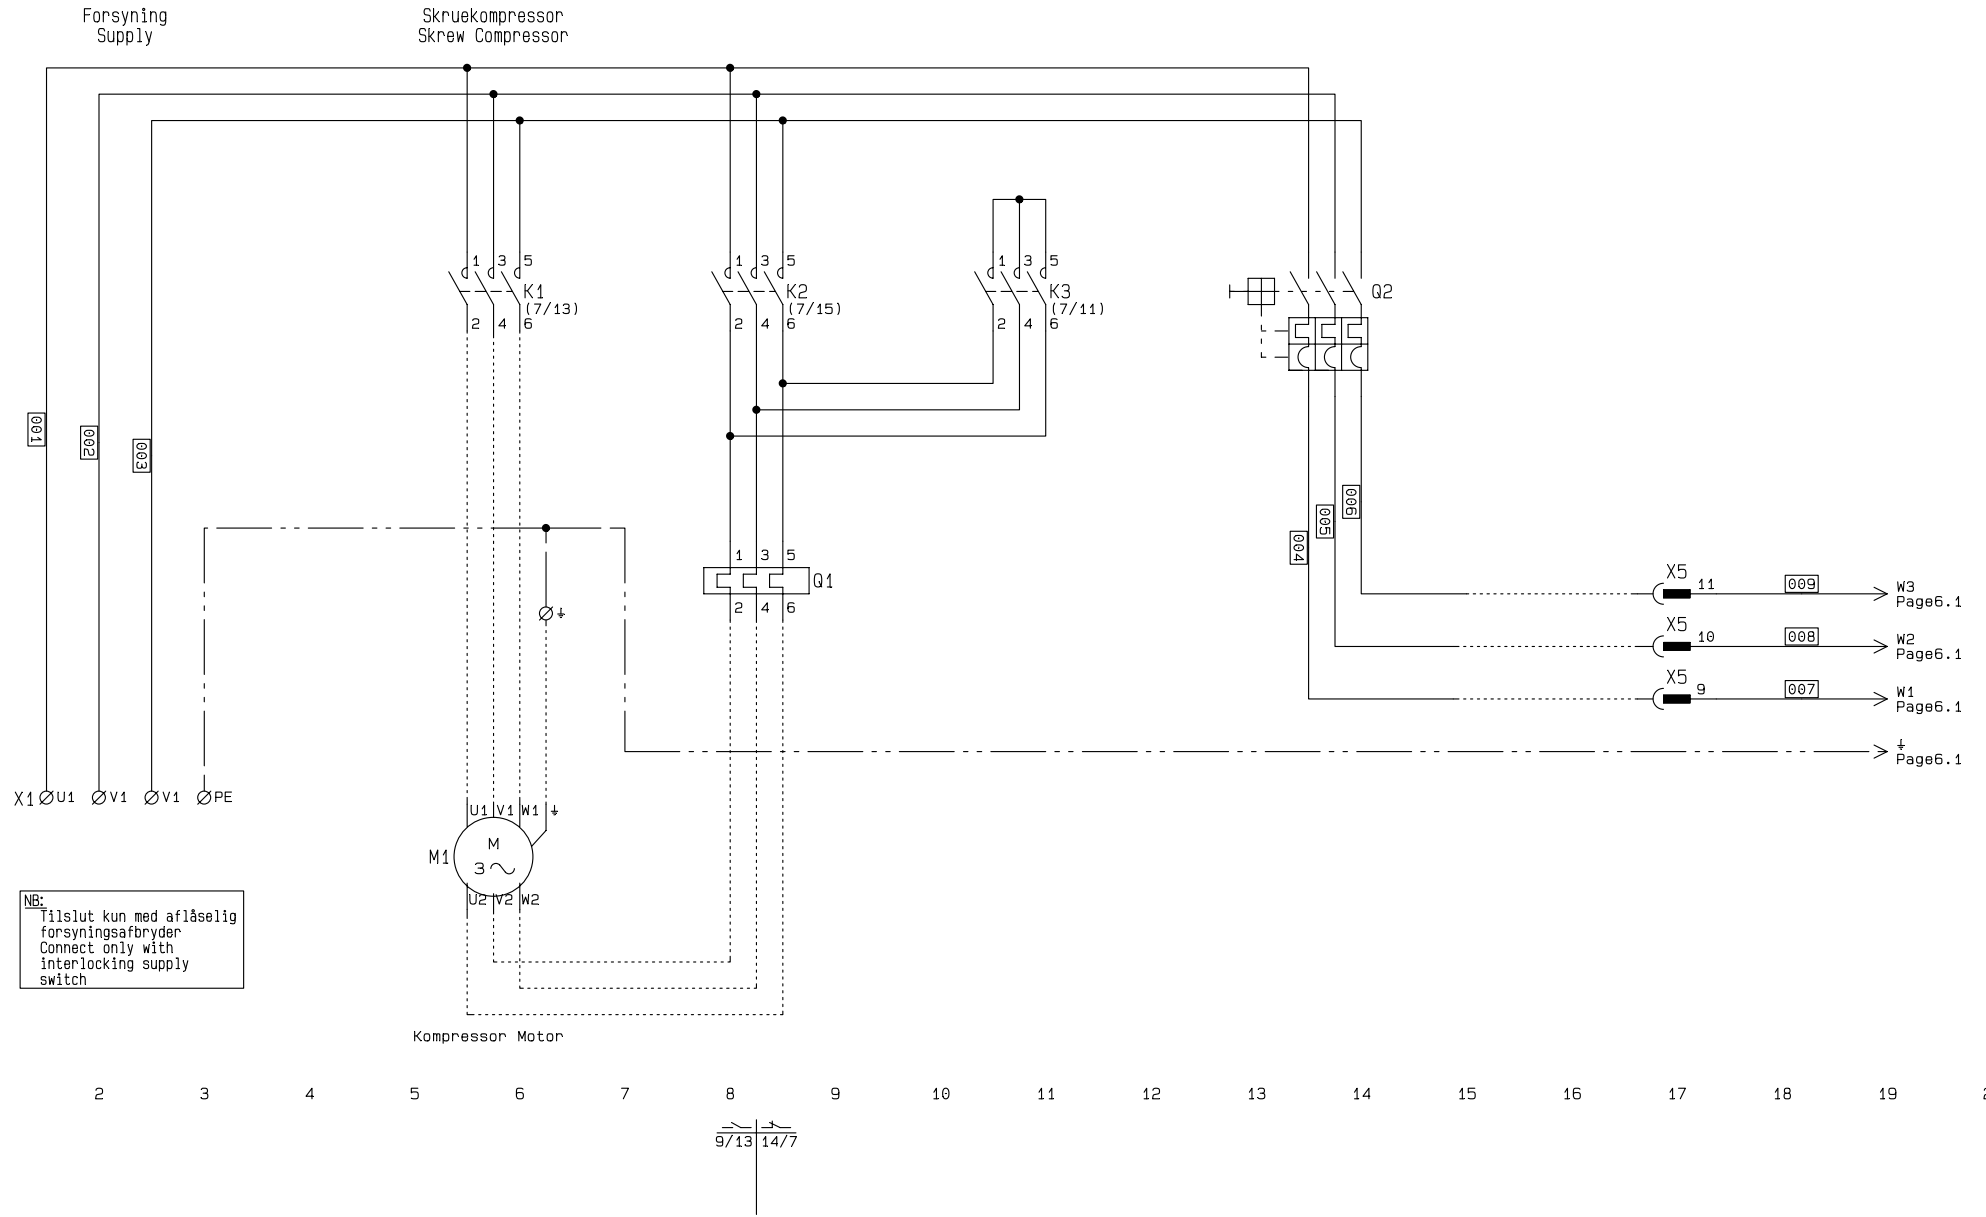 Forsyning
Supply
Skruekompressor
Skrew Compressor
1 3 5
K1
(7/13)
2 4 6
1 3 5
K2
(7/15)
2 4 6
1 3 5
K3
(7/11)
2 4 6
Q2
001
002
003
004
005
006
1 3 5
Q1
2 4 6
X5
11
009
W3
Page6.1
X5
10
008
W2
Page6.1
X5
9
007
W1
Page6.1
Page6.1
X1 U1 V1 V1 PE
U1 V1 W1
M1
M
3
U2 V2 W2
NB:
Tilslut kun med aflåselig
forsyningsafbryder
Connect only with
interlocking supply
switch
Kompressor Motor
2 3 4 5 6 7 8 9 10 11 12 13 14 15 16 17 18 19
9/13 14/7